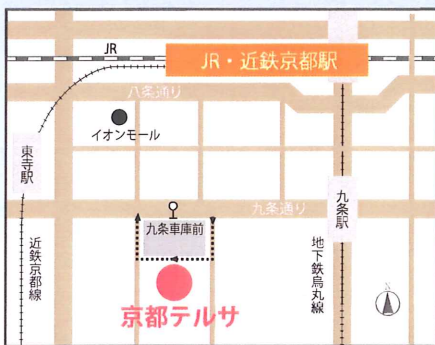 JR
JR・近鉄京都駅
八条通り
イオンモール
東寺駅
九条通り
九条駅
九条車庫前
近鉄京都線
地下鉄烏丸線
京都テルサ
N